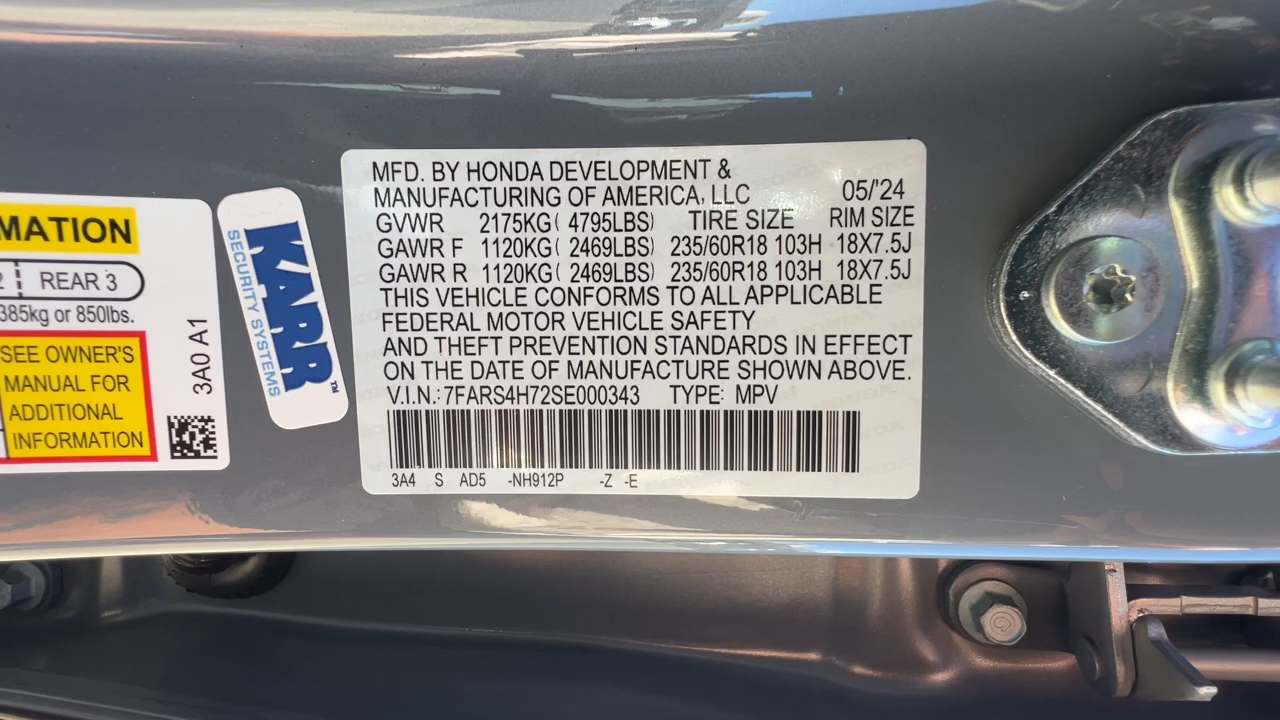 MATION
2 REAR 3
385kg or 850lbs.
SEE OWNER'S
MANUAL FOR
ADDITIONAL
INFORMATION
3A0 A1
KARR
SECURITY SYSTEMS
MFD. BY HONDA DEVELOPMENT &
MANUFACTURING OF AMERICA, LLC 05/'24
GVWR 2175KG ( 4795LBS) TIRE SIZE RIM SIZE
GAWR F 1120KG ( 2469LBS) 235/60R18 103H 18X7.5J
GAWR R 1120KG ( 2469LBS) 235/60R18 103H 18X7.5J
THIS VEHICLE CONFORMS TO ALL APPLICABLE
FEDERAL MOTOR VEHICLE SAFETY
AND THEFT PREVENTION STANDARDS IN EFFECT
ON THE DATE OF MANUFACTURE SHOWN ABOVE.
V.I.N.: 7FARS4H72SE000343 TYPE: MPV
3A4 S AD5 -NH912P -Z -E